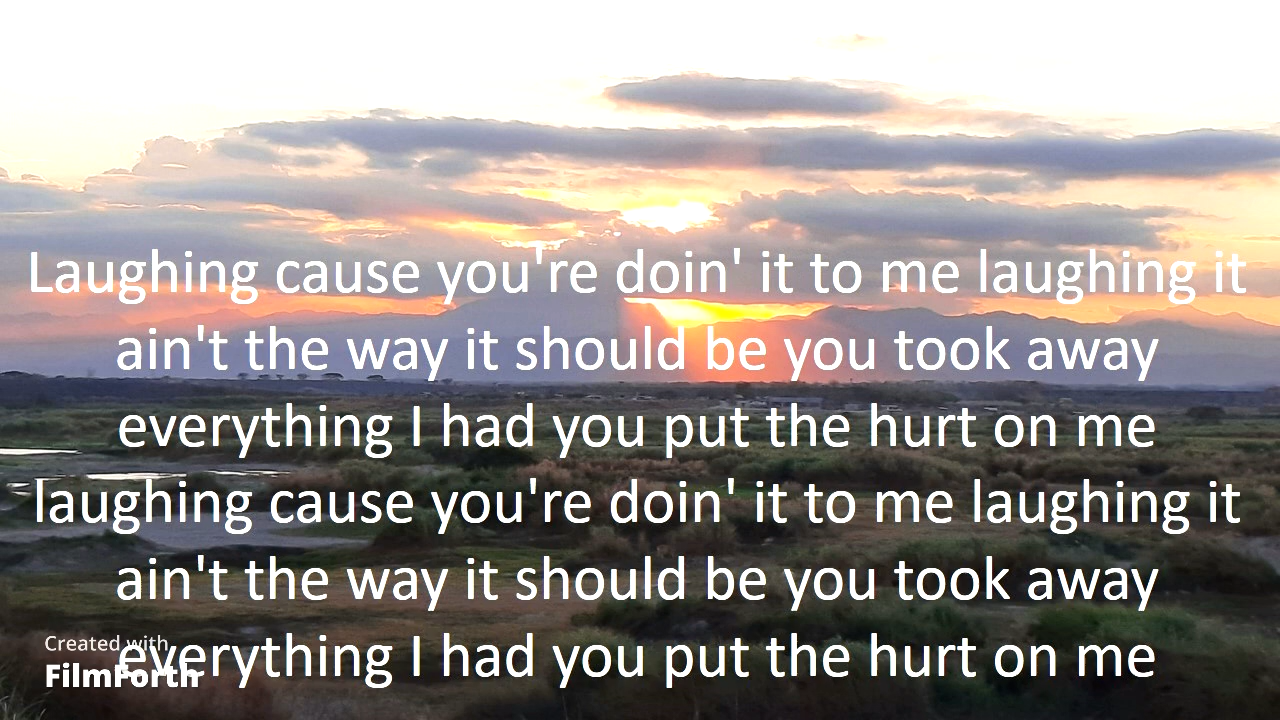 Laughing cause you're doin' it to me laughing it
ain't the way it should be you took away
everything I had you put the hurt on me
laughing cause you're doin' it to me laughing it
ain't the way it should be you took away
everything I had you put the hurt on me
Created with
FilmForth